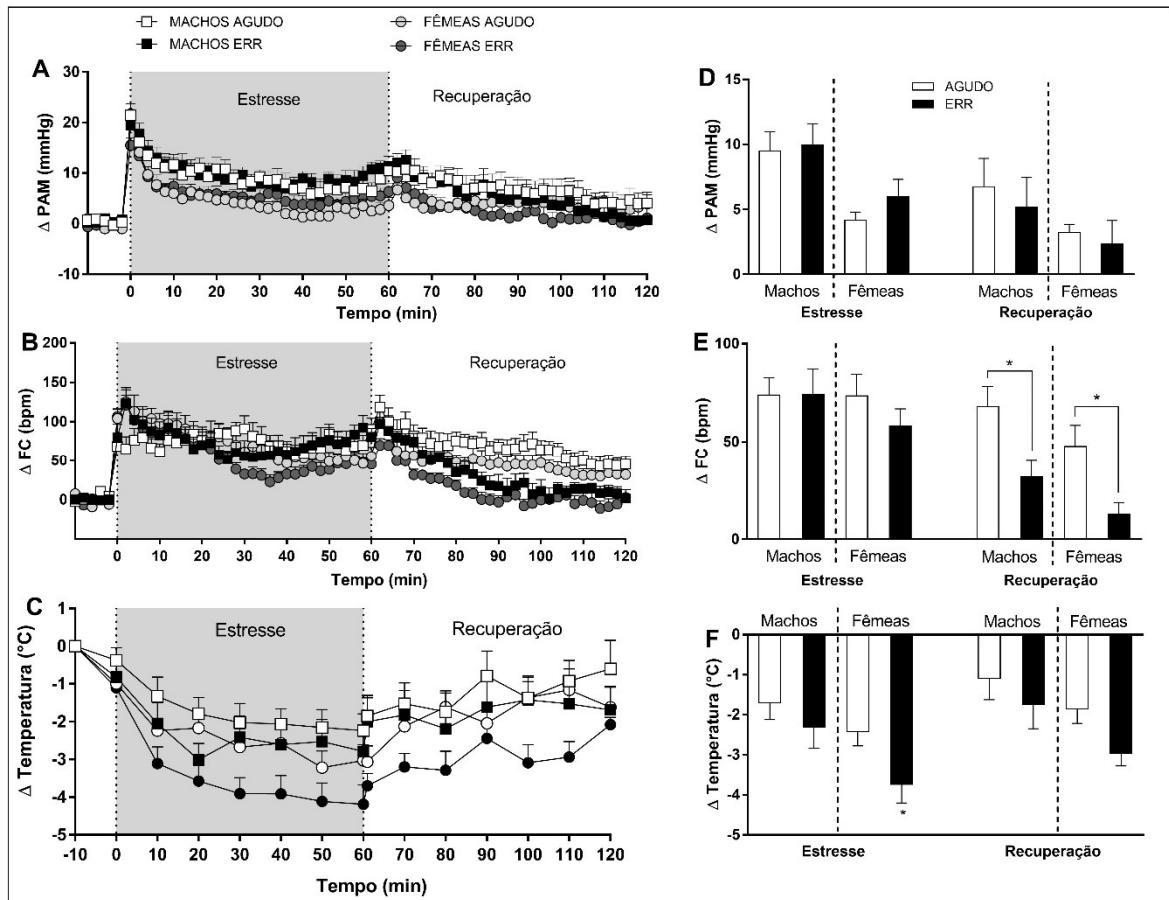 MACHOS AGUDO
FÊMEAS AGUDO
MACHOS ERR
FÊMEAS ERR
A
30
20
10
0
-10
Δ PAM (mmHg)
Estresse
Recuperação
0 10 20 30 40 50 60 70 80 90 100 110 120
Tempo (min)
B
200
150
100
50
0
Δ FC (bpm)
Estresse
Recuperação
0 10 20 30 40 50 60 70 80 90 100 110 120
Tempo (min)
C
1
0
-1
-2
-3
-4
-5
Δ Temperatura (°C)
Estresse
Recuperação
-10 0 10 20 30 40 50 60 70 80 90 100 110 120
Tempo (min)
D
15
10
5
0
Δ PAM (mmHg)
AGUDO
ERR
Machos Fêmeas Machos Fêmeas
Estresse Recuperação
E
100
50
0
Δ FC (bpm)
* *
Machos Fêmeas Machos Fêmeas
Estresse Recuperação
F
Machos Fêmeas Machos Fêmeas
0
-1
-2
-3
-4
-5
Δ Temperatura (°C)
*
Estresse Recuperação